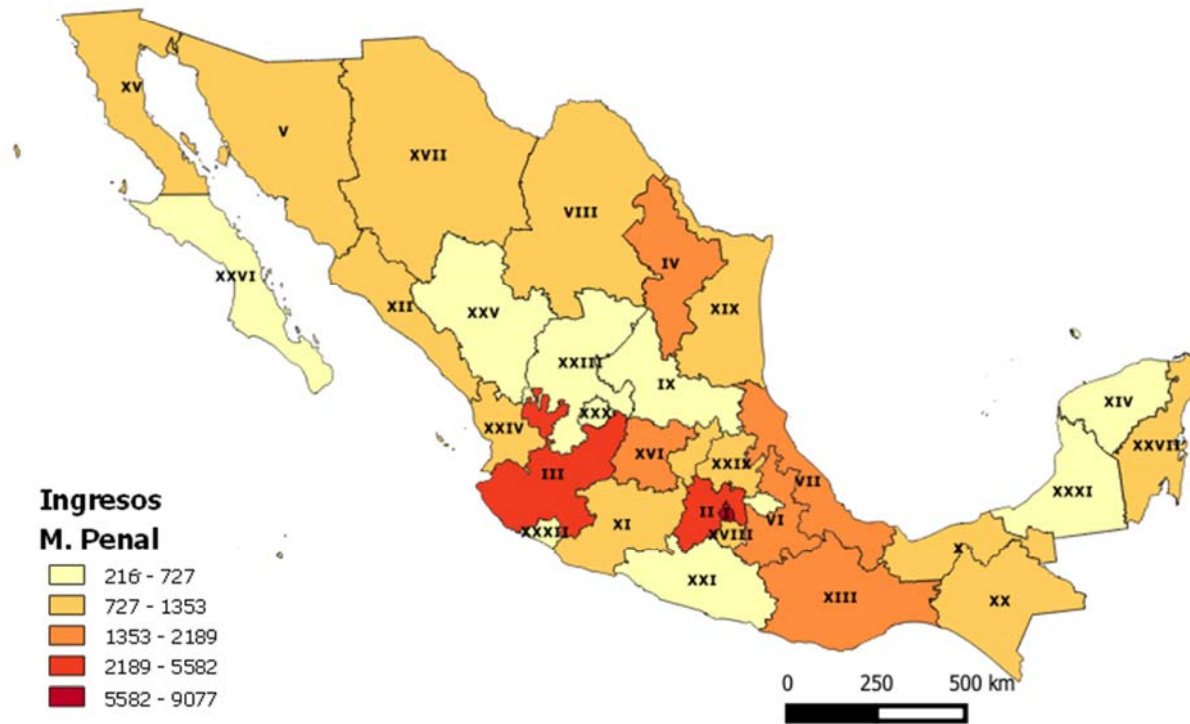 XV
V
XVII
VIII
IV
XXVI
XII
XXV
XIX
XXIII
IX
XXX
XXIV
XIV
XXVII
III
XVI
XXIX
VII
XXXI
II
I
VI
XXXII
XI
XVIII
X
XXI
XIII
XX
Ingresos
M. Penal
216 - 727
727 - 1353
1353 - 2189
2189 - 5582
5582 - 9077
0 250 500 km